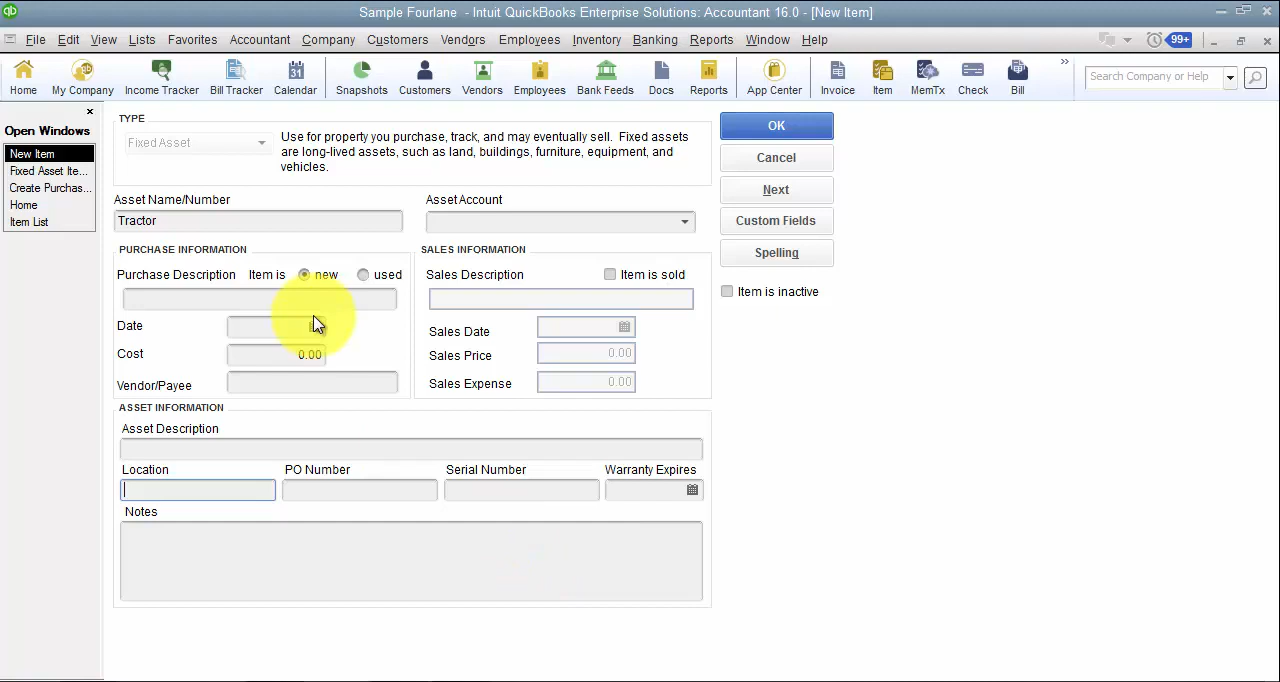 Sample Fourlane - Intuit QuickBooks Enterprise Solutions: Accountant 16.0 - [New Item]
File Edit View Lists Favorites Accountant Company Customers Vendors Employees Inventory Banking Reports Window Help
99+
Home My Company Income Tracker Bill Tracker Calendar Snapshots Customers Vendors Employees Bank Feeds Docs Reports App Center Invoice Item MemTx Check Bill
Search Company or Help
Open Windows
New Item
Fixed Asset Ite...
Create Purchas...
Home
Item List
TYPE
Fixed Asset
Use for property you purchase, track, and may eventually sell. Fixed assets
are long-lived assets, such as land, buildings, furniture, equipment, and
vehicles.
OK
Cancel
Next
Custom Fields
Spelling
Item is inactive
Asset Name/Number
Tractor
Asset Account
PURCHASE INFORMATION
Purchase Description Item is new used
Date
Cost 0.00
Vendor/Payee
SALES INFORMATION
Sales Description Item is sold
Sales Date
Sales Price 0.00
Sales Expense 0.00
ASSET INFORMATION
Asset Description
Location PO Number Serial Number Warranty Expires
Notes